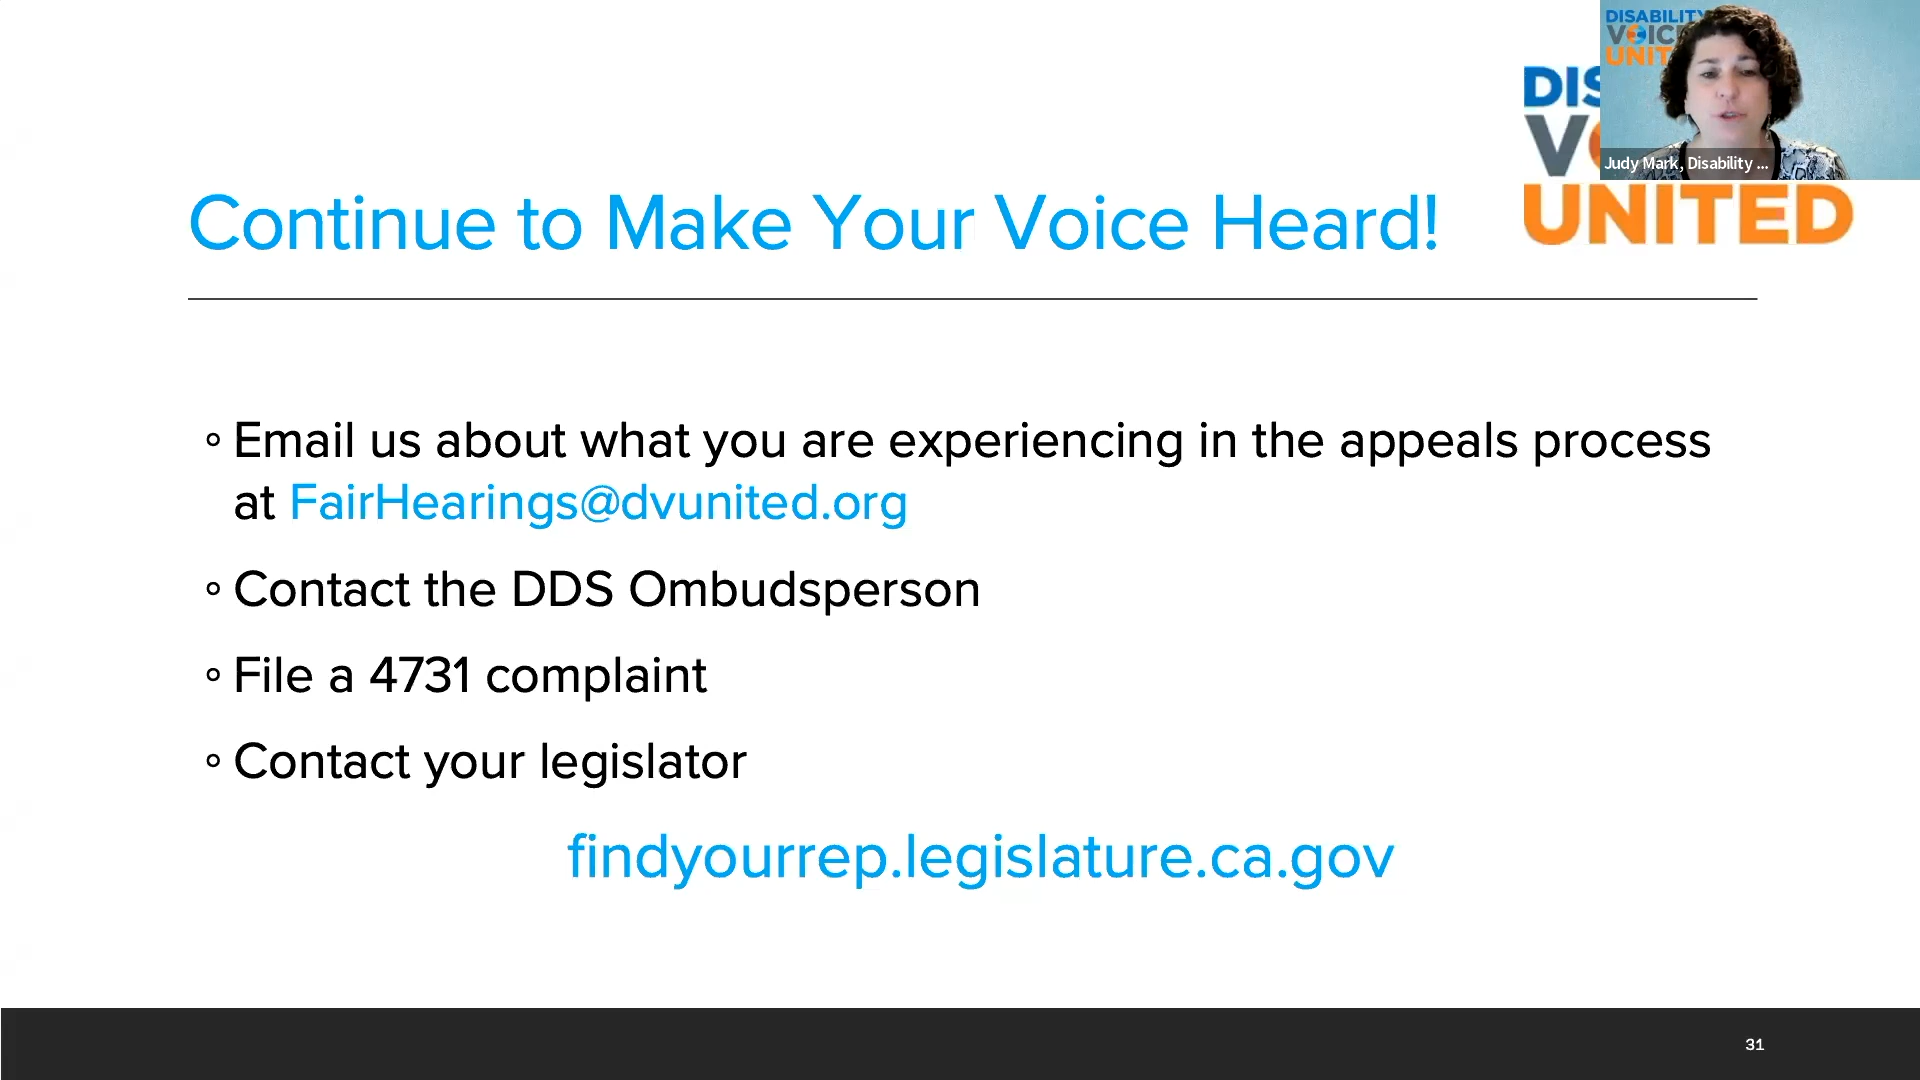 DISABILITY
VOIC
UNIT
DIS
V
UNITED
Judy Mark, Disability ...
Continue to Make Your Voice Heard!
◦ Email us about what you are experiencing in the appeals process
at FairHearings@dvunited.org
◦ Contact the DDS Ombudsperson
◦ File a 4731 complaint
◦ Contact your legislator
findyourrep.legislature.ca.gov
31